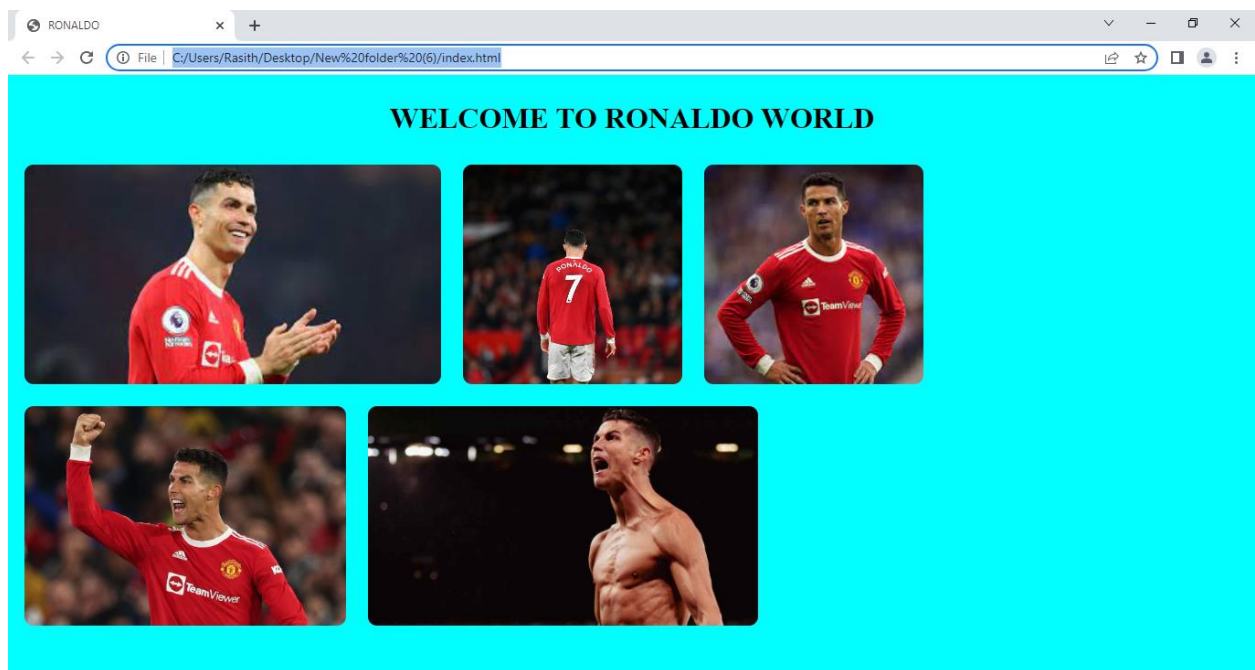 RONALDO
File
C:/Users/Rasith/Desktop/New%20folder%20(6)/index.html
WELCOME TO RONALDO WORLD
RONALDO
7
TeamViewer
TeamViewer